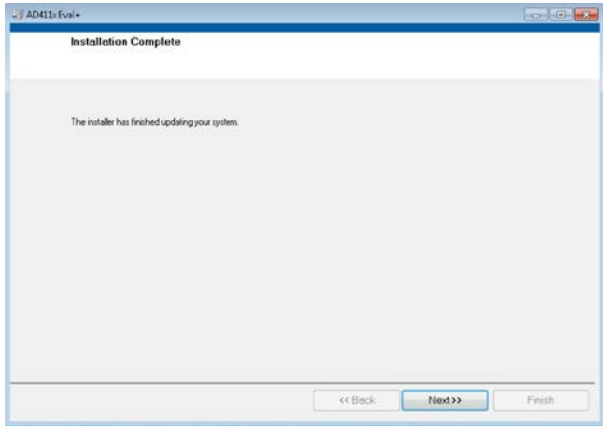 AD411x Eval+
Installation Complete
The installer has finished updating your system.
<< Back
Next >>
Finish